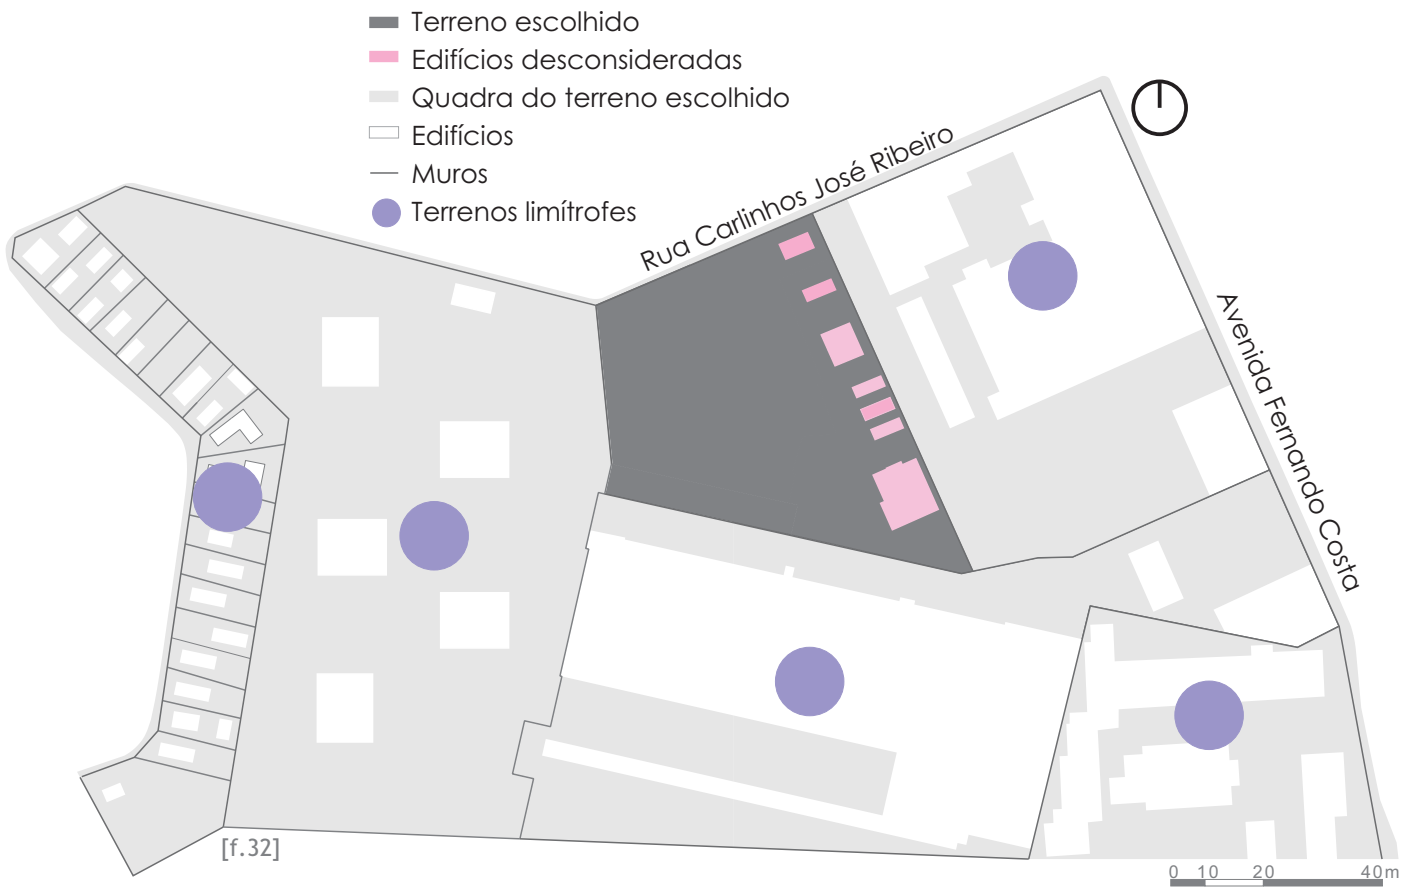 Terreno escolhido
Edifícios desconsideradas
Quadra do terreno escolhido
Edifícios
Muros
Terrenos limítrofes
Rua Carlinhos José Ribeiro
Avenida Fernando Costa
[f.32]
0 10 20 40m